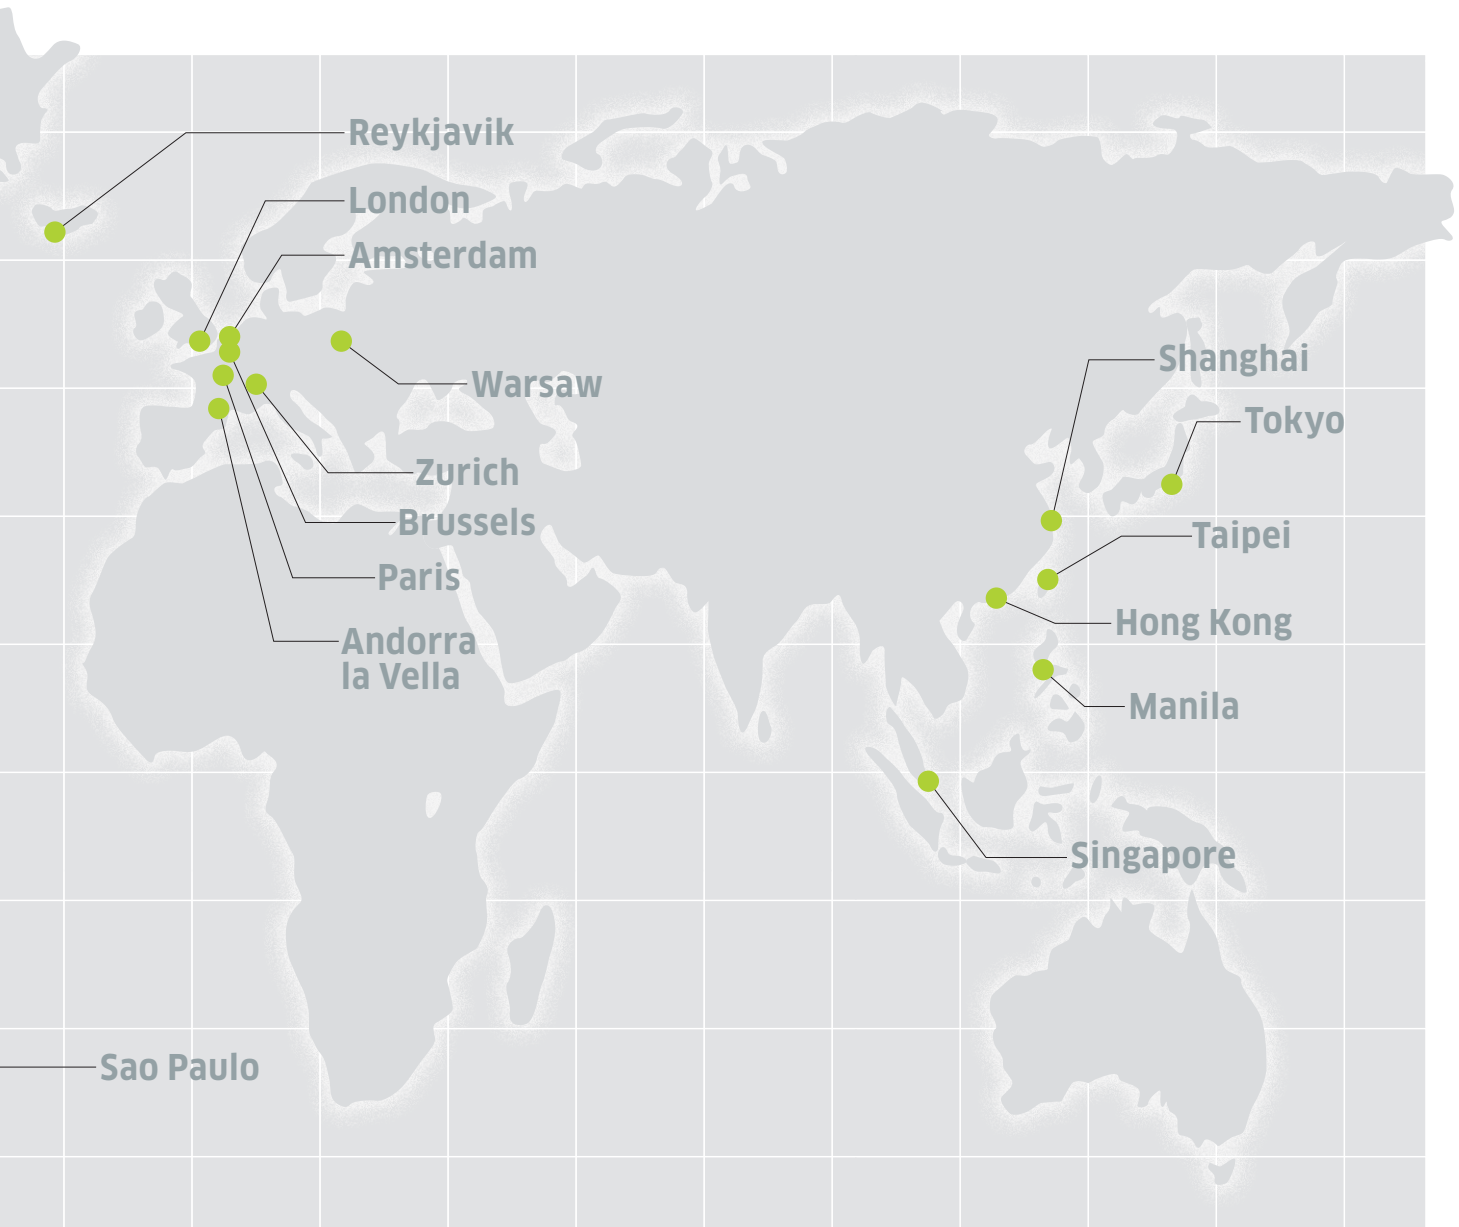 Reykjavik
London
Amsterdam
Warsaw
Zurich
Brussels
Paris
Andorra
la Vella
Shanghai
Tokyo
Taipei
Hong Kong
Manila
Singapore
Sao Paulo